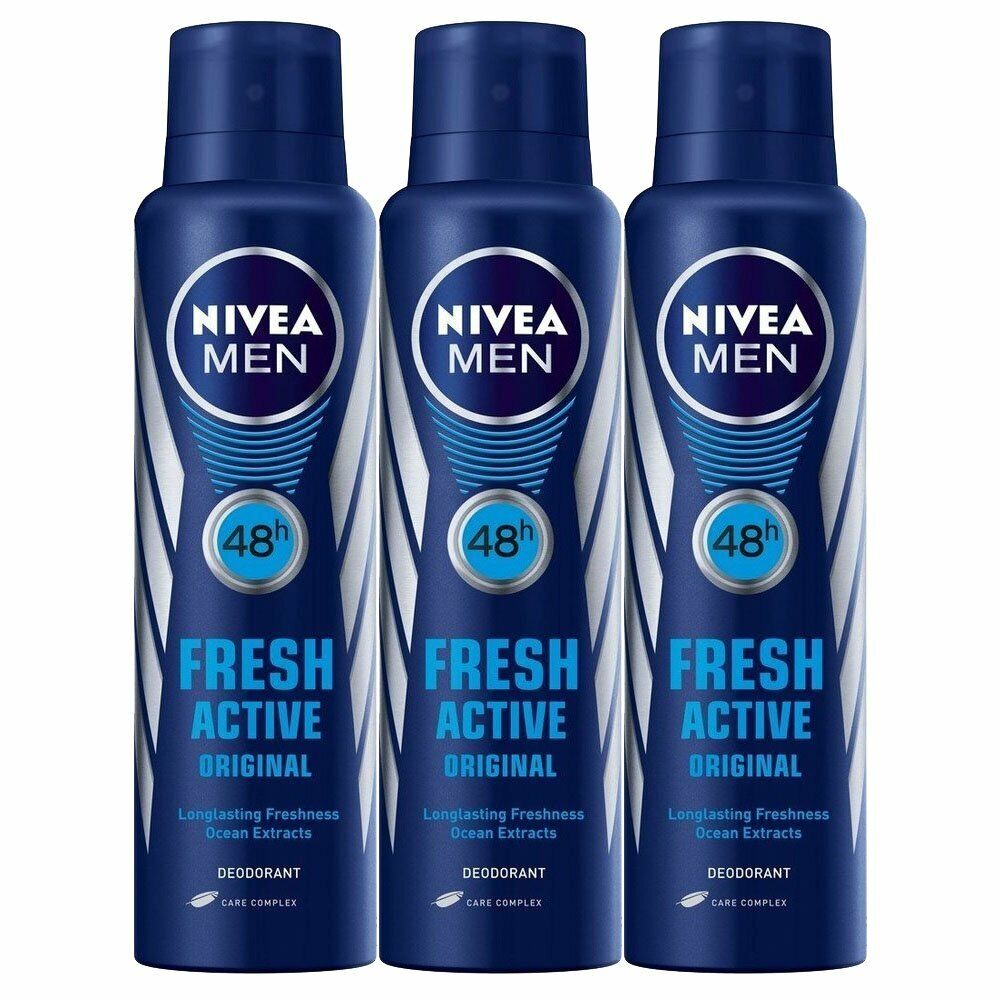 NIVEA
MEN
48h
FRESH
ACTIVE
ORIGINAL
Longlasting Freshness
Ocean Extracts
DEODORANT
CARE COMPLEX
NIVEA
MEN
48h
FRESH
ACTIVE
ORIGINAL
Longlasting Freshness
Ocean Extracts
DEODORANT
CARE COMPLEX
NIVEA
MEN
48h
FRESH
ACTIVE
ORIGINAL
Longlasting Freshness
Ocean Extracts
DEODORANT
CARE COMPLEX